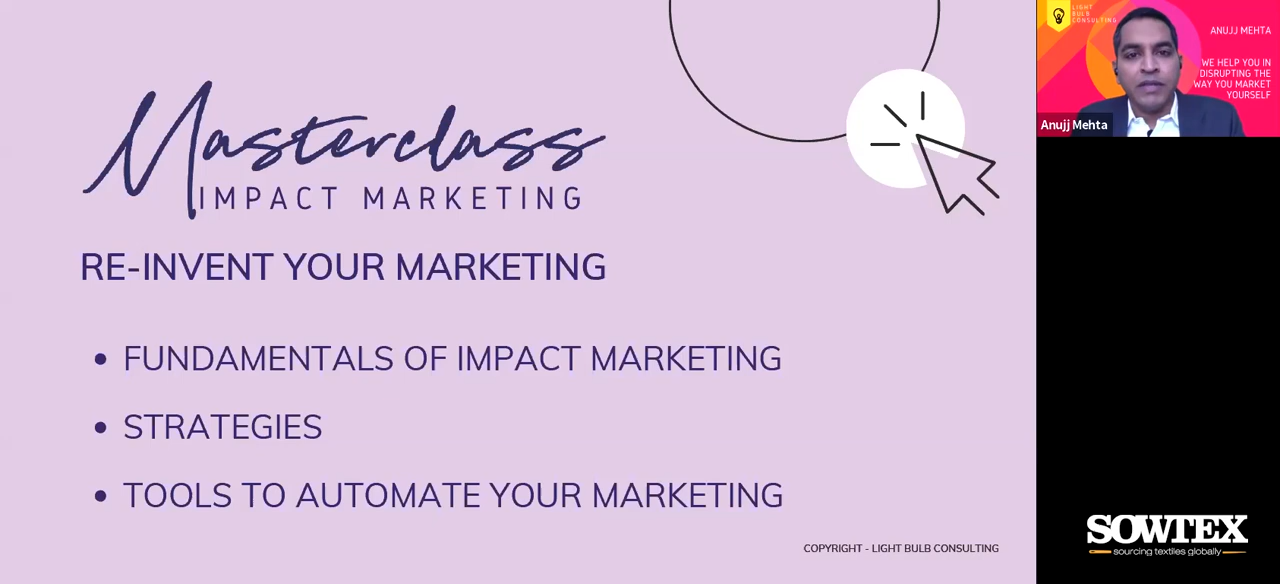 Masterclass
IMPACT MARKETING
RE-INVENT YOUR MARKETING
• FUNDAMENTALS OF IMPACT MARKETING
• STRATEGIES
• TOOLS TO AUTOMATE YOUR MARKETING
COPYRIGHT - LIGHT BULB CONSULTING
LIGHT
BULB
CONSULTING
ANUJJ MEHTA
WE HELP YOU IN
DISRUPTING THE
WAY YOU MARKET
YOURSELF
Anujj Mehta
SOWTEX
sourcing textiles globally